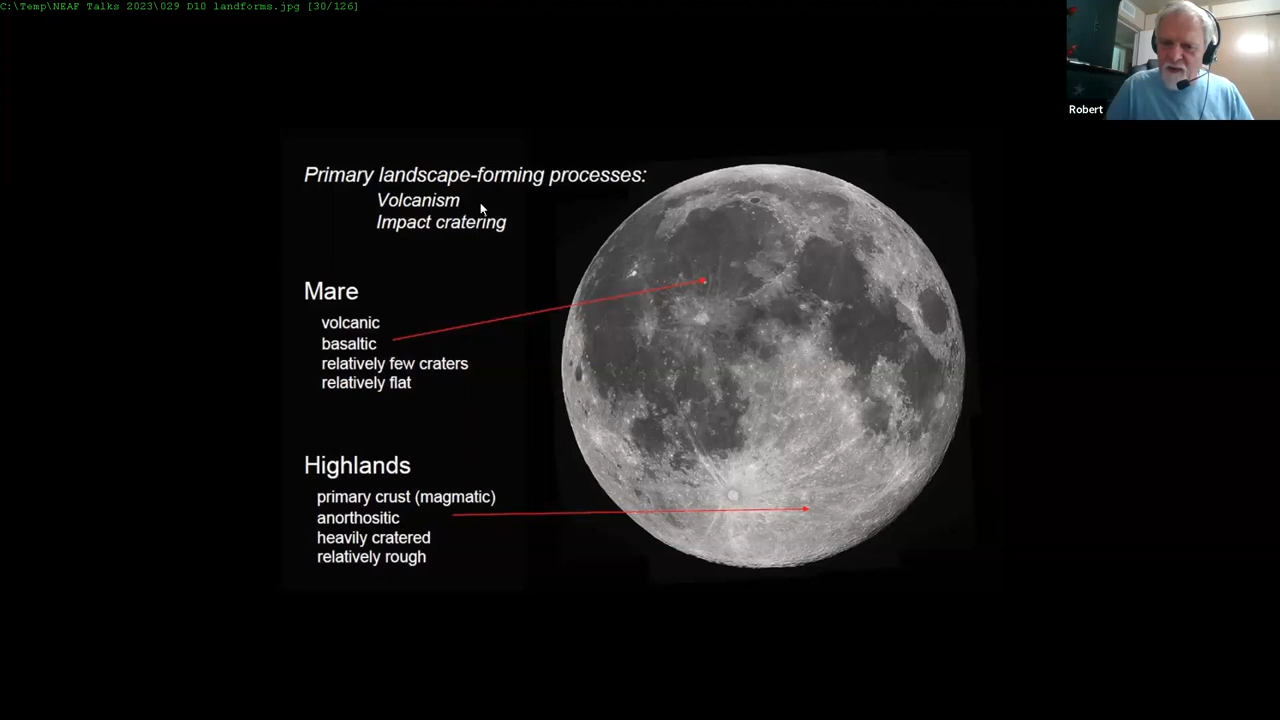 C:\Temp\NEAF Talks 2023\029 D10 landforms.jpg [30/126]
Robert
Primary landscape-forming processes:
Volcanism
Impact cratering
Mare
volcanic
basaltic
relatively few craters
relatively flat
Highlands
primary crust (magmatic)
anorthositic
heavily cratered
relatively rough